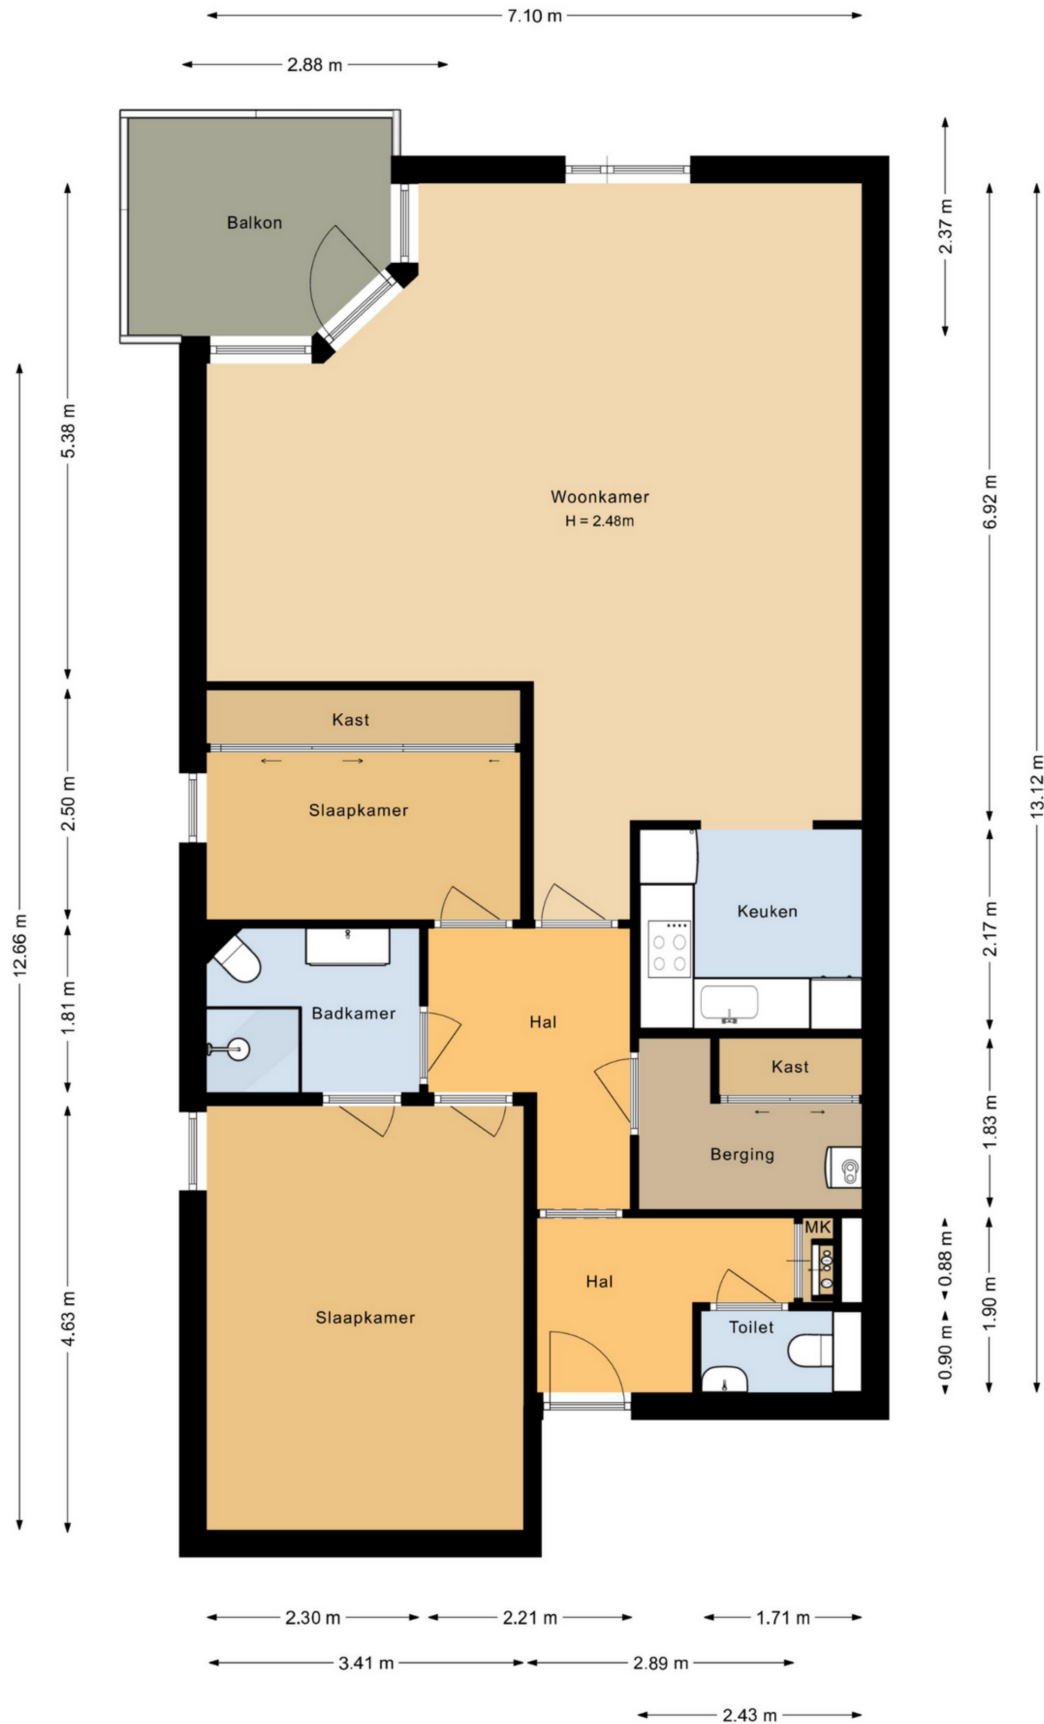 7.10 m
2.88 m
Balkon
2.37 m
5.38 m
6.92 m
13.12 m
12.66 m
Woonkamer
H = 2.48m
Kast
Slaapkamer
2.50 m
Keuken
2.17 m
Badkamer
Hal
1.81 m
Kast
Berging
1.83 m
MK
Hal
0.88 m
1.90 m
Toilet
0.90 m
Slaapkamer
4.63 m
2.30 m
2.21 m
1.71 m
3.41 m
2.89 m
2.43 m